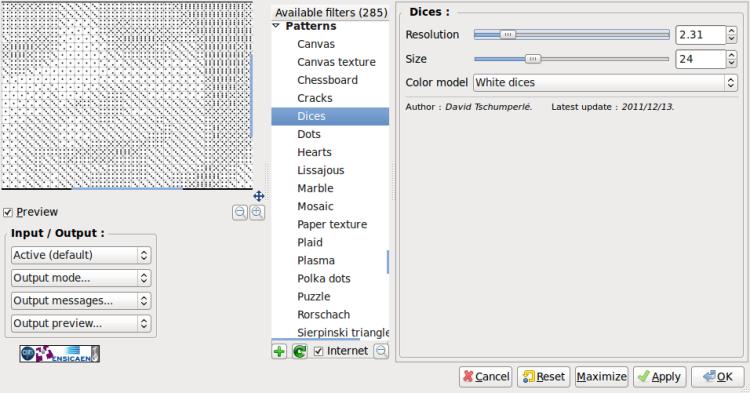 Preview
Input / Output :
Active (default)
Output mode...
Output messages...
Output preview...
ENSICAEN
Available filters (285)
Patterns
Canvas
Canvas texture
Chessboard
Cracks
Dices
Dots
Hearts
Lissajous
Marble
Mosaic
Paper texture
Plaid
Plasma
Polka dots
Puzzle
Rorschach
Sierpinski triangle
Internet
Dices :
Resolution 2.31
Size 24
Color model White dices
Author : David Tschumperlé. Latest update : 2011/12/13.
Cancel Reset Maximize Apply OK